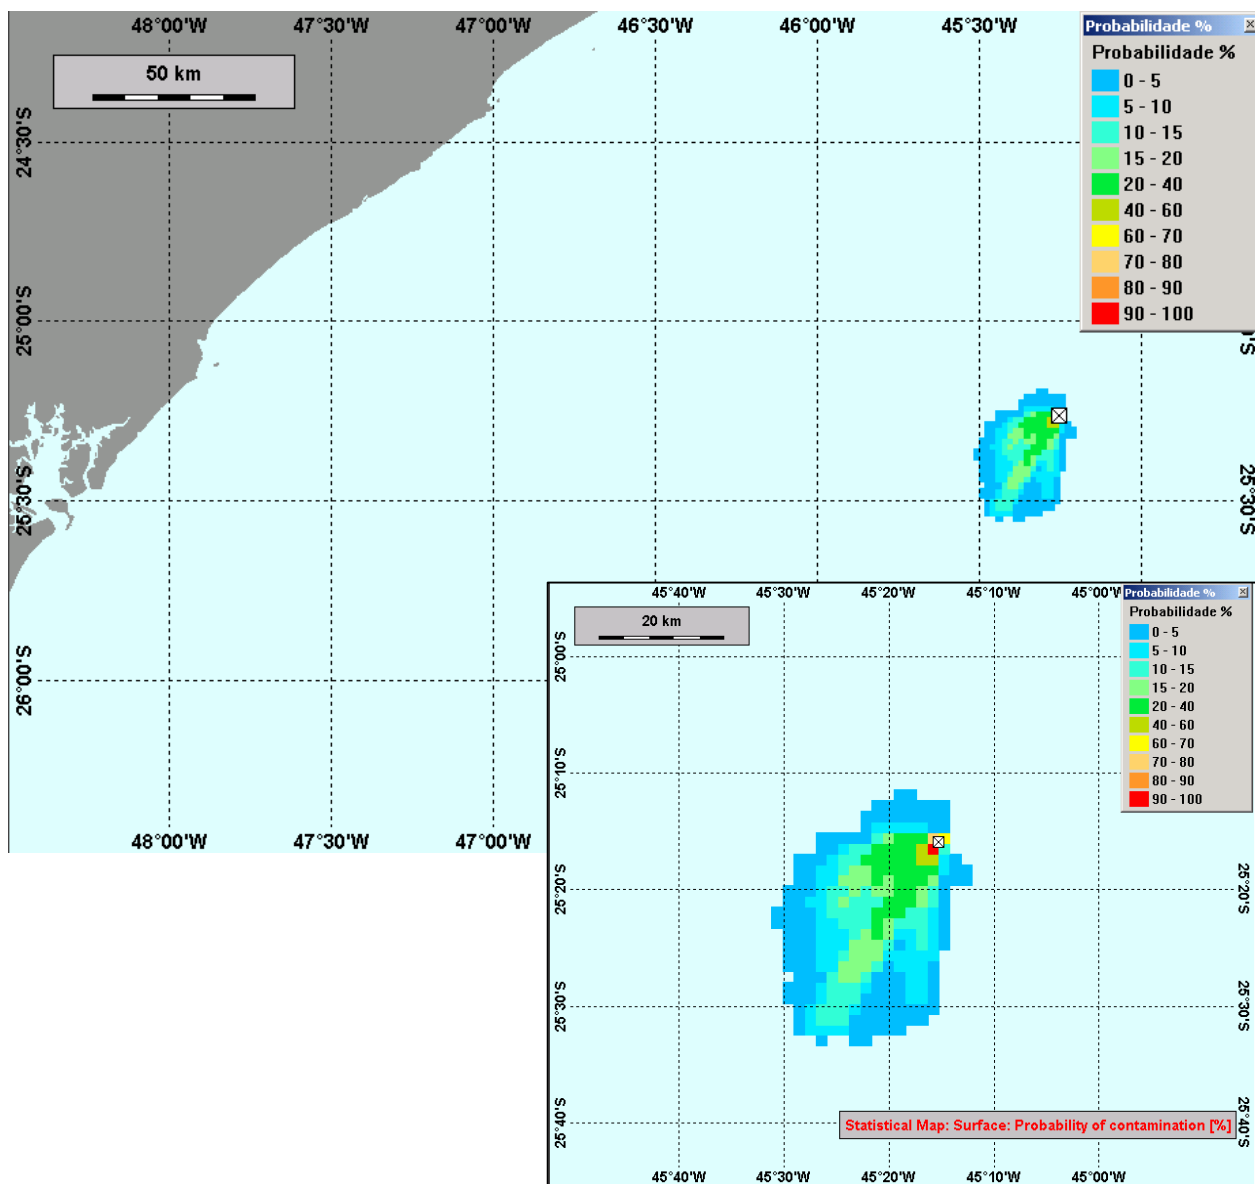 48°00'W 47°30'W 47°00'W 46°30'W 46°00'W 45°30'W
Probabilidade %
Probabilidade %
0 - 5
5 - 10
10 - 15
15 - 20
20 - 40
40 - 60
60 - 70
70 - 80
80 - 90
90 - 100
50 km
24°30'S
25°00'S
25°30'S 25°30'S
26°00'S
48°00'W 47°30'W 47°00'W
45°40'W 45°30'W 45°20'W 45°10'W 45°00'W
Probabilidade %
Probabilidade %
0 - 5
5 - 10
10 - 15
15 - 20
20 - 40
40 - 60
60 - 70
70 - 80
80 - 90
90 - 100
20 km
25°00'S
25°10'S
25°20'S 25°20'S
25°30'S 25°30'S
25°40'S 25°40'S
Statistical Map: Surface: Probability of contamination [%]
45°40'W 45°30'W 45°20'W 45°10'W 45°00'W